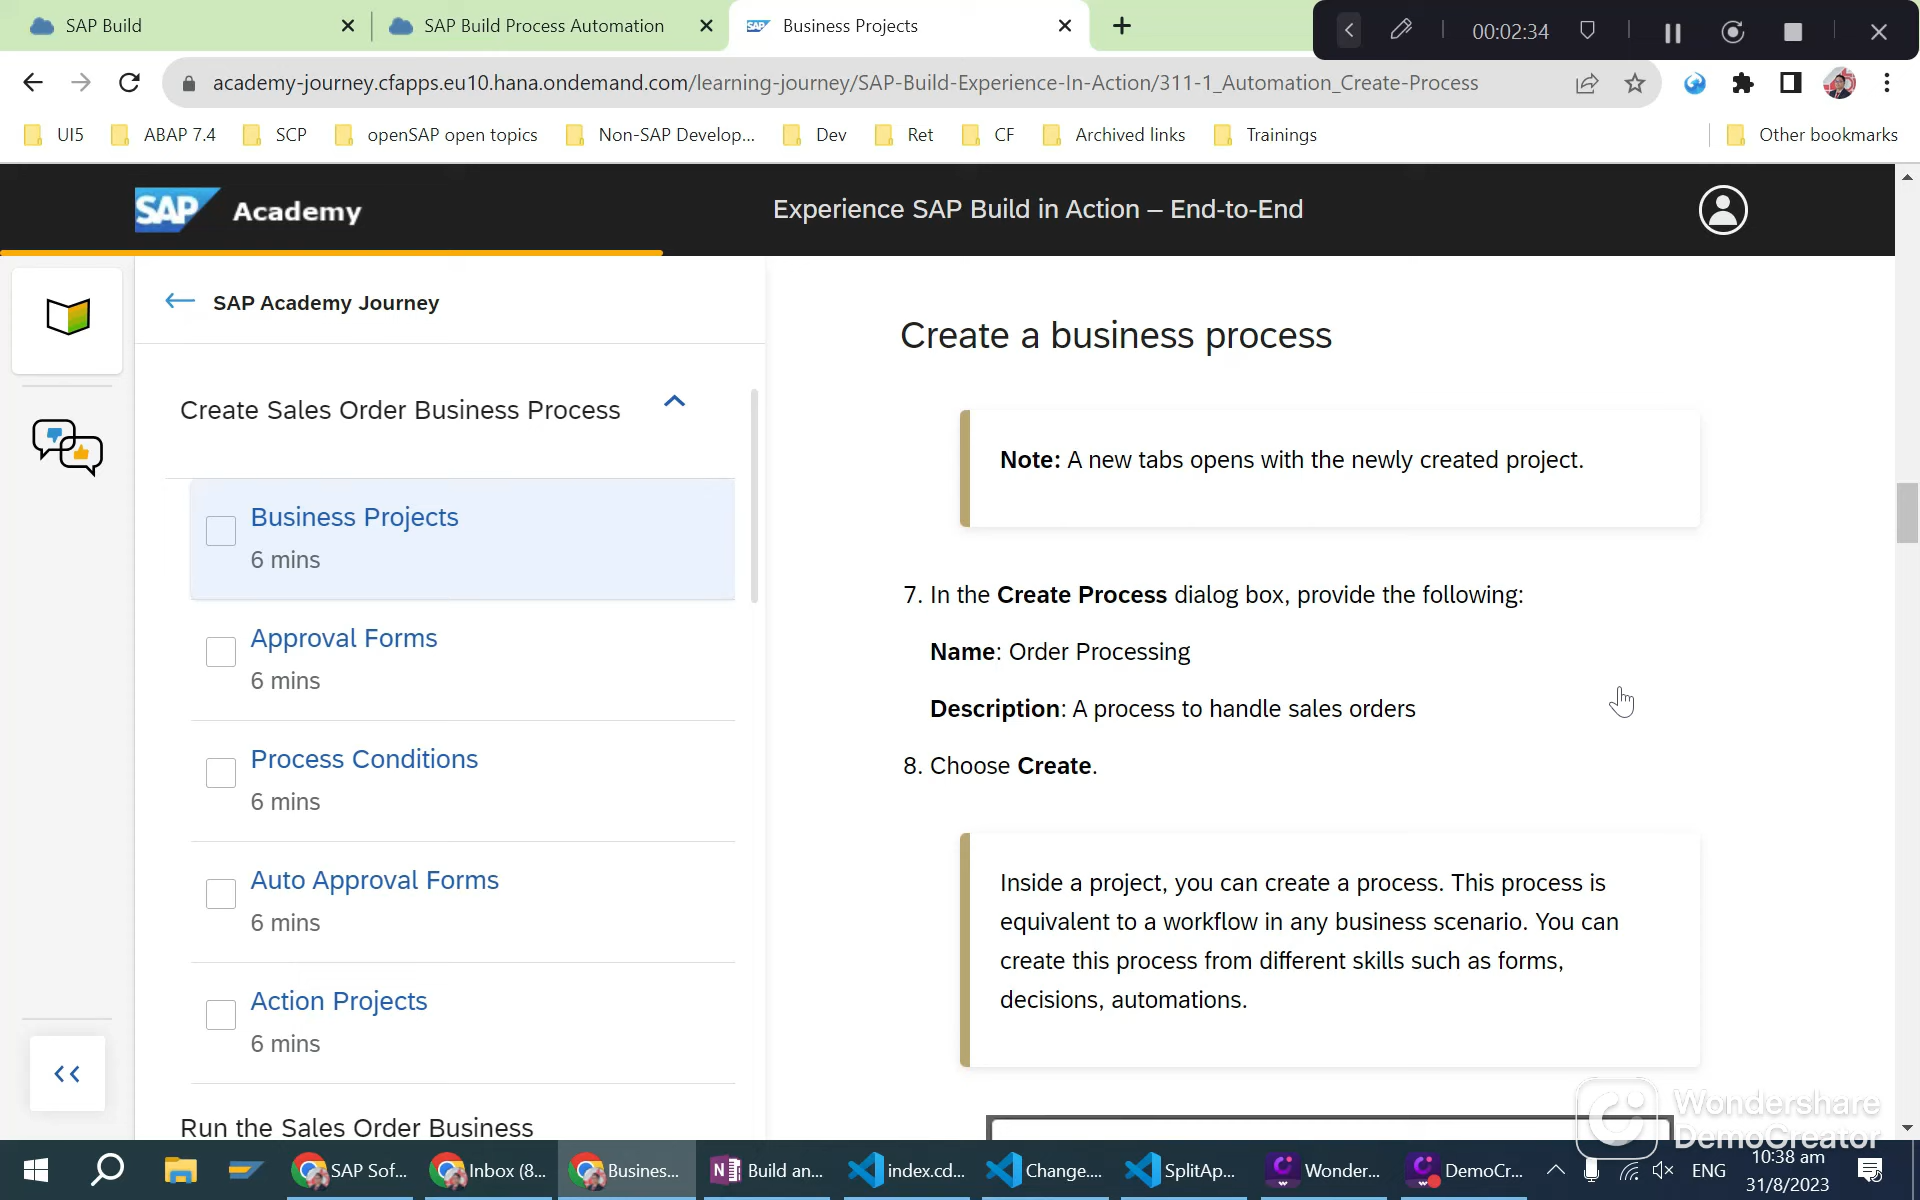 SAP Build
SAP Build Process Automation
SAP Business Projects
00:02:34
academy-journey.cfapps.eu10.hana.ondemand.com/learning-journey/SAP-Build-Experience-In-Action/311-1_Automation_Create-Process
UI5
ABAP 7.4
SCP
openSAP open topics
Non-SAP Develop...
Dev
Ret
CF
Archived links
Trainings
Other bookmarks
SAP Academy
Experience SAP Build in Action – End-to-End
SAP Academy Journey
Create Sales Order Business Process
Business Projects
6 mins
Approval Forms
6 mins
Process Conditions
6 mins
Auto Approval Forms
6 mins
Action Projects
6 mins
Run the Sales Order Business
Create a business process
Note: A new tabs opens with the newly created project.
7. In the Create Process dialog box, provide the following:
Name: Order Processing
Description: A process to handle sales orders
8. Choose Create.
Inside a project, you can create a process. This process is
equivalent to a workflow in any business scenario. You can
create this process from different skills such as forms,
decisions, automations.
Wondershare
DemoCreator
SAP Sof...
Inbox (8...
Busines...
Build an...
index.cd...
Change....
SplitAp...
Wonder...
DemoCr...
ENG
10:38 am
31/8/2023